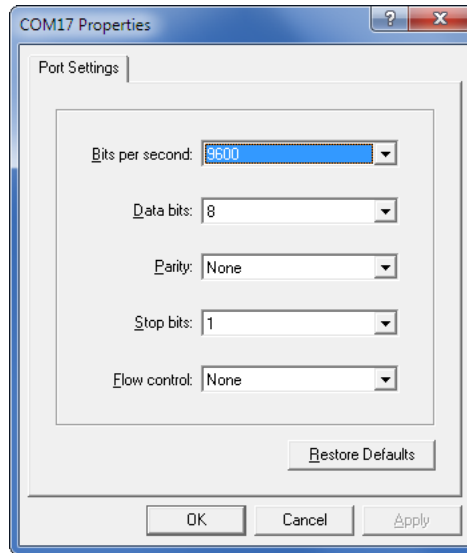 COM17 Properties
?
X
Port Settings
Bits per second: 9600
Data bits: 8
Parity: None
Stop bits: 1
Flow control: None
Restore Defaults
OK Cancel Apply